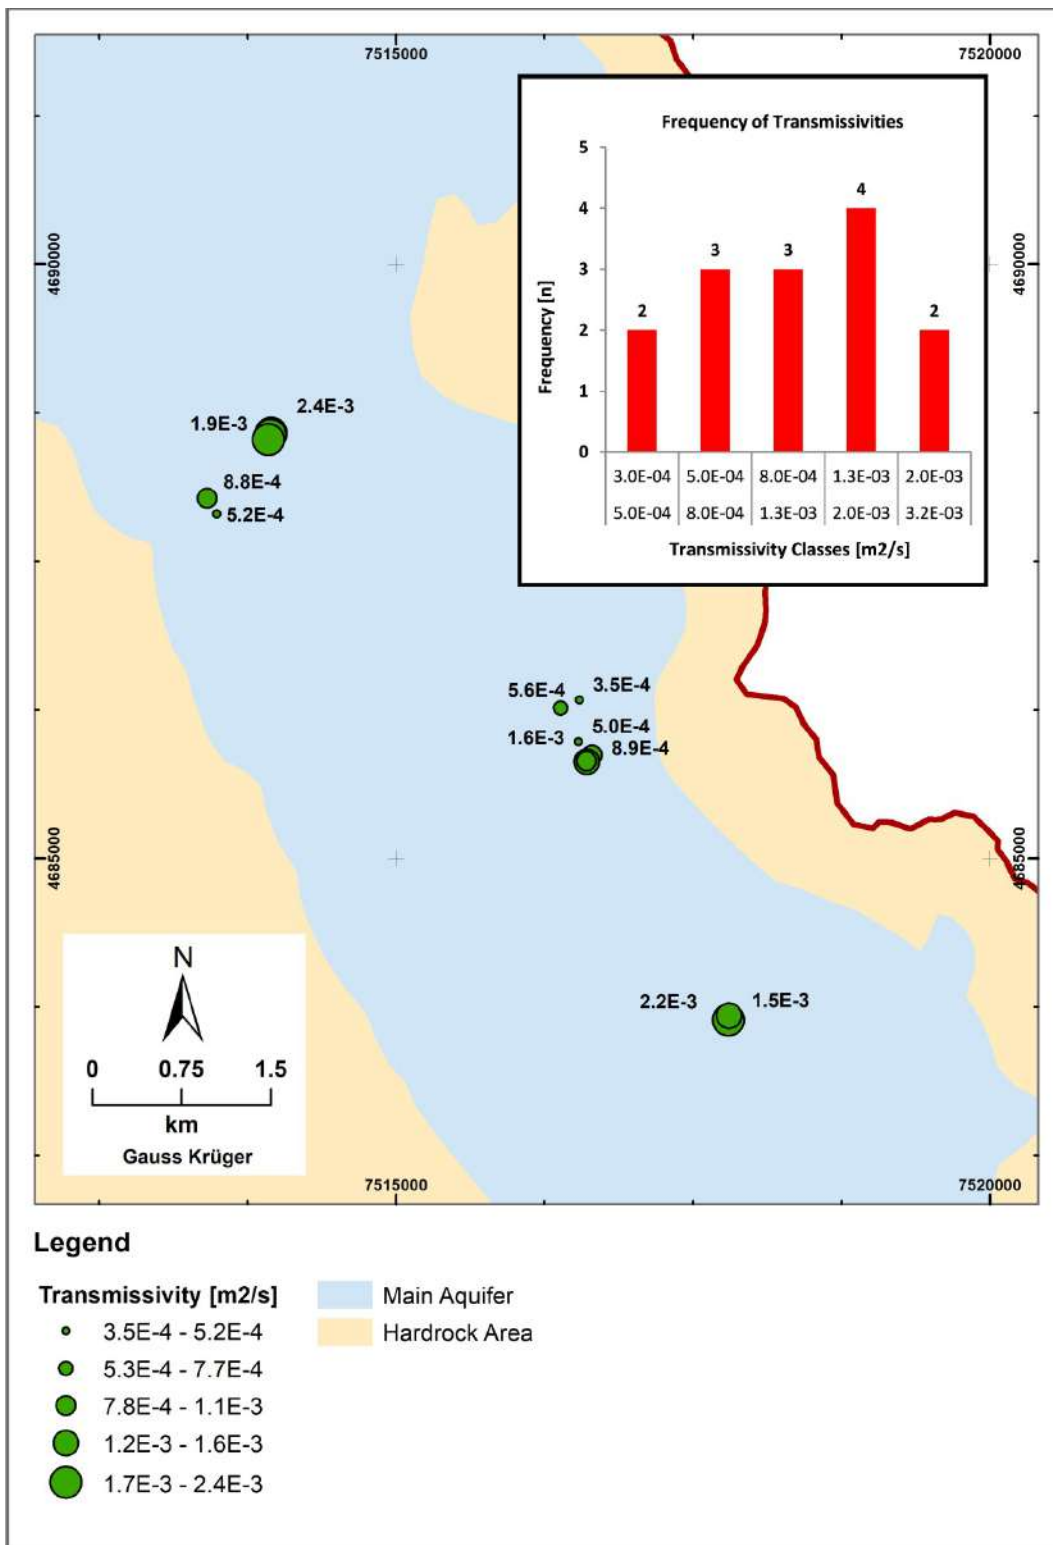 7515000
7520000
Frequency of Transmissivities
5
4
3
2
1
0
Frequency [n]
2
3
3
4
2
3.0E-04 5.0E-04 8.0E-04 1.3E-03 2.0E-03
5.0E-04 8.0E-04 1.3E-03 2.0E-03 3.2E-03
Transmissivity Classes [m2/s]
4690000
4690000
1.9E-3
2.4E-3
8.8E-4
5.2E-4
5.6E-4
3.5E-4
1.6E-3
5.0E-4
8.9E-4
4685000
4685000
2.2E-3
1.5E-3
N
0 0.75 1.5
km
Gauss Krüger
7515000
7520000
Legend
Transmissivity [m2/s]
3.5E-4 - 5.2E-4
5.3E-4 - 7.7E-4
7.8E-4 - 1.1E-3
1.2E-3 - 1.6E-3
1.7E-3 - 2.4E-3
Main Aquifer
Hardrock Area